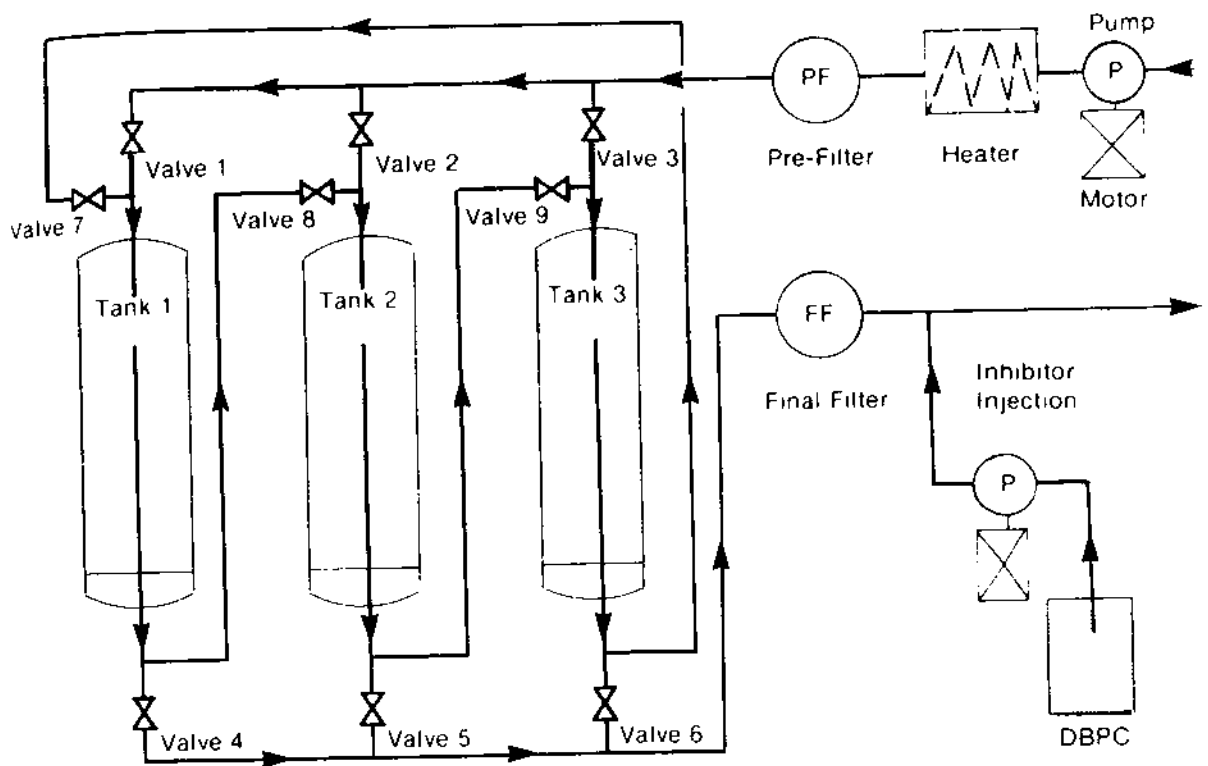 Pump
PF
P
Pre-Filter
Heater
Motor
Valve 1
Valve 2
Valve 3
Valve 7
Valve 8
Valve 9
Tank 1
Tank 2
Tank 3
FF
Final Filter
Inhibitor
Injection
P
Valve 4
Valve 5
Valve 6
DBPC